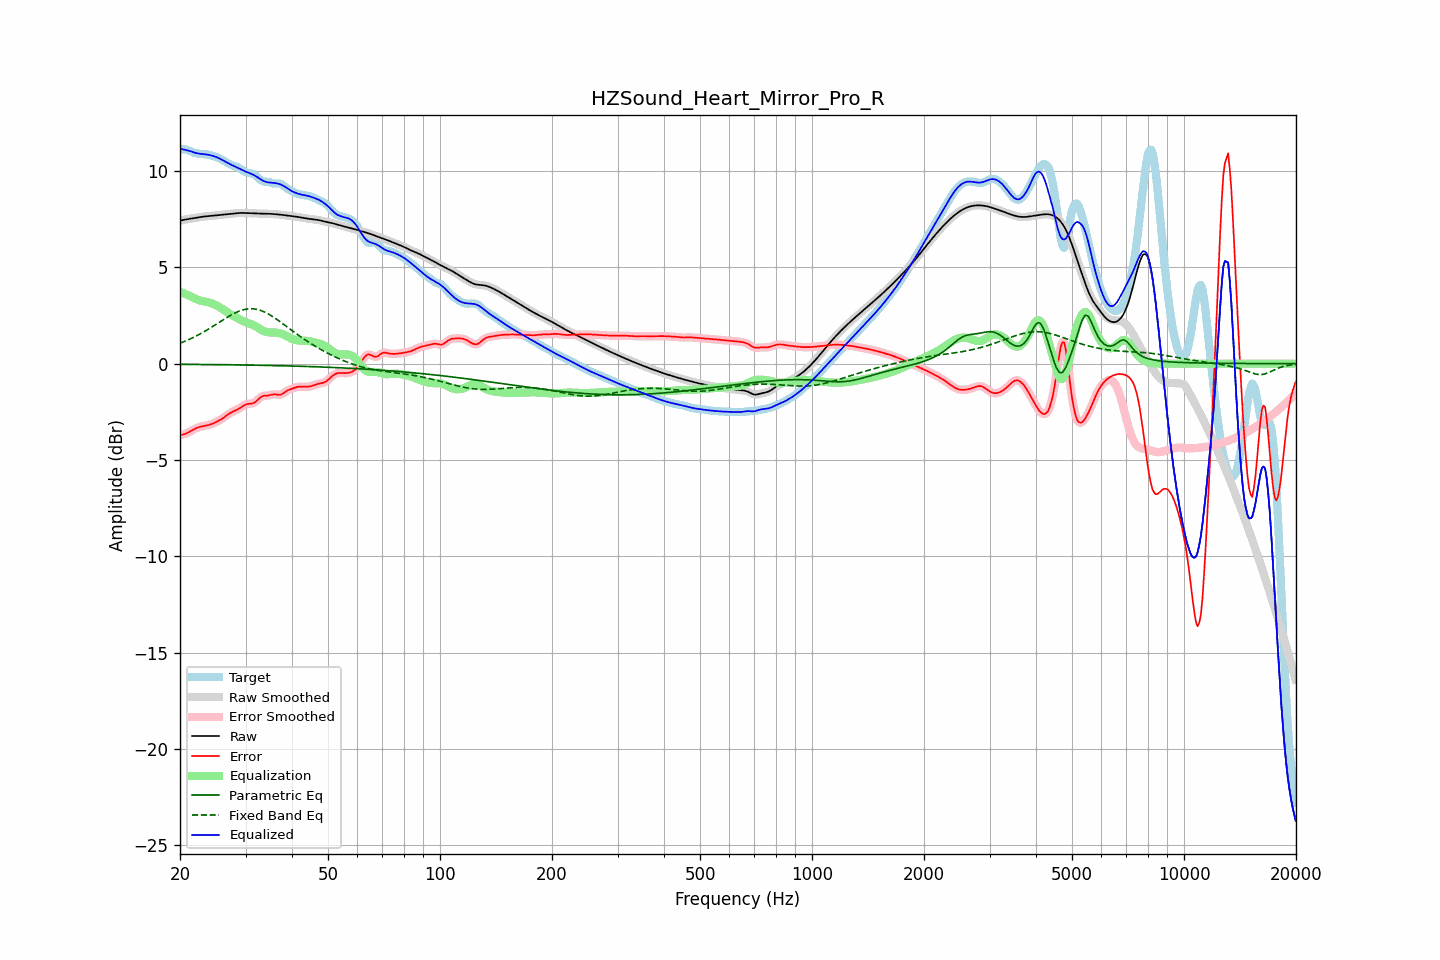 HZSound_Heart_Mirror_Pro_R
10
5
0
−5
−10
−15
−20
−25
Amplitude (dBr)
Target
Raw Smoothed
Error Smoothed
Raw
Error
Equalization
Parametric Eq
Fixed Band Eq
Equalized
20 50 100 200 500 1000 2000 5000 10000 20000
Frequency (Hz)